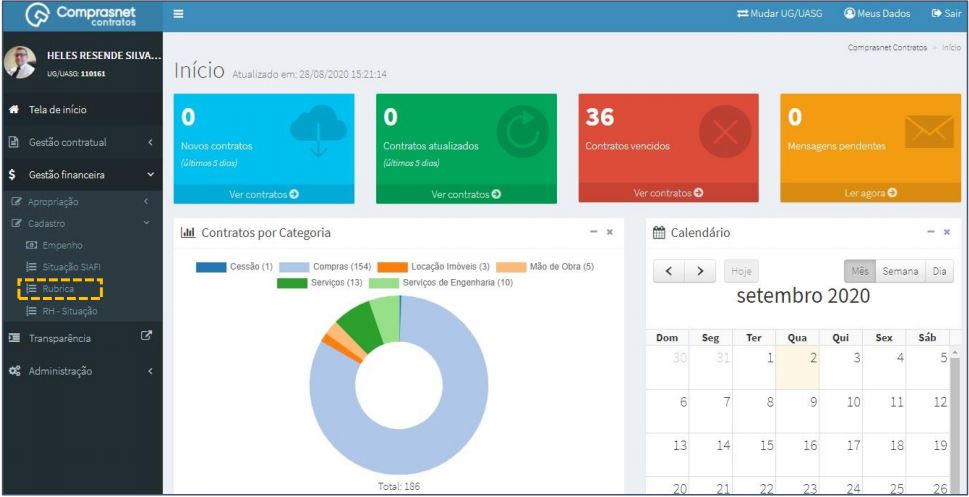 Comprasnet
contratos
Mudar UG/UASG Meus Dados Sair
HELES RESENDE SILVA...
UG/UASG: 110161
Tela de início
Gestão contratual
Gestão financeira
Apropriação
Cadastro
Empenho
Situação SIAFI
Rubrica
RH - Situação
Transparência
Administração
Comprasnet Contratos > Início
Início Atualizado em: 28/08/2020 15:21:14
0
Novos contratos
(últimos 5 dias)
Ver contratos
0
Contratos atualizados
(últimos 5 dias)
Ver contratos
36
Contratos vencidos
Ver contratos
0
Mensagens pendentes
Ler agora
Contratos por Categoria
Cessão (1) Compras (154) Locação Imóveis (3) Mão de Obra (5)
Serviços (13) Serviços de Engenharia (10)
Total: 186
Calendário
Hoje Mês Semana Dia
setembro 2020
Dom Seg Ter Qua Qui Sex Sáb
30 31 1 2 3 4 5
6 7 8 9 10 11 12
13 14 15 16 17 18 19
20 21 22 23 24 25 26